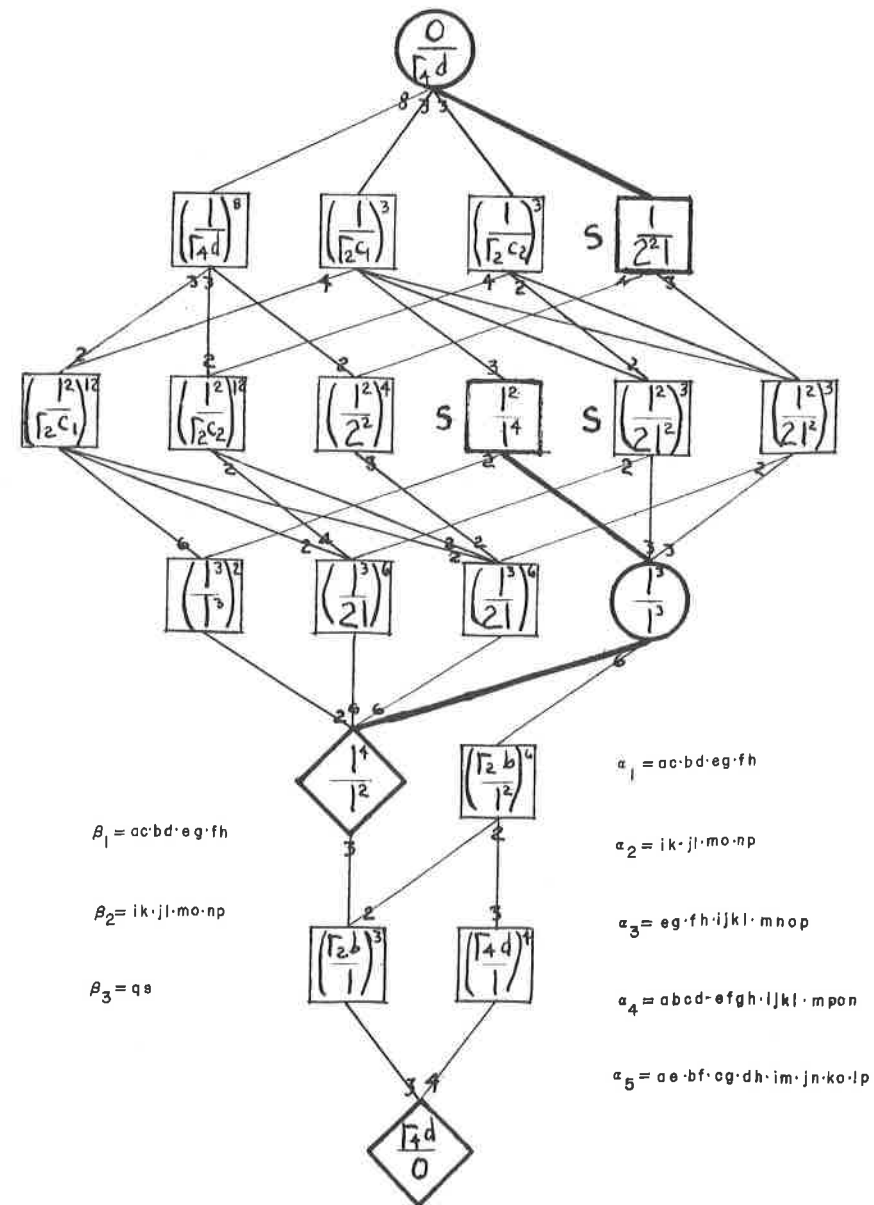 0
Γ₄d
8 3 3
(1/Γ₄d)⁸ (1/Γ₂c₁)³ (1/Γ₂c₂)³ S 1/2²1
3 3 4 4 2 4 3
2 2 2 3 2
(1²/Γ₂c₁)¹² (1²/Γ₂c₂)¹² (1²/2²)⁴ S 1²/1⁴ S (1²/21²)³ (1²/21²)³
2 3 2 2 2
6 2 4 2 2 2 3 3
(1³/1³)² (1³/21)⁶ (1³/21)⁶ 1³/1³
2 6 6 6
1⁴/1² (Γ₂b/1²)⁶
α₁ = ac·bd·eg·fh
β₁ = ac·bd·eg·fh
3 2
α₂ = ik·jl·mo·np
β₂ = ik·jl·mo·np
2 3
(Γ₂b/1)³ (Γ₄d/1)⁴
α₃ = eg·fh·ijkl·mnop
β₃ = qs
α₄ = abcd·efgh·ijkl·mpon
3 4
α₅ = ae·bf·cg·dh·im·jn·ko·lp
Γ₄d
0